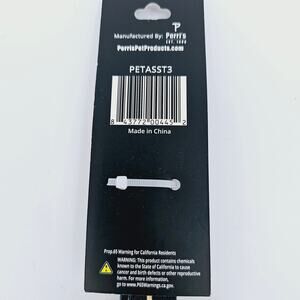 Manufactured By: Perri's
EST. 1986
PerrisPetProducts.com
PETASST3
8 43772 00445 2
Made in China
Prop.65 Warning for California Residents
WARNING: This product contains chemicals
known to the State of California to cause
cancer and birth defects or other reproductive
harm. For more information,
go to www.P65Warnings.ca.gov.